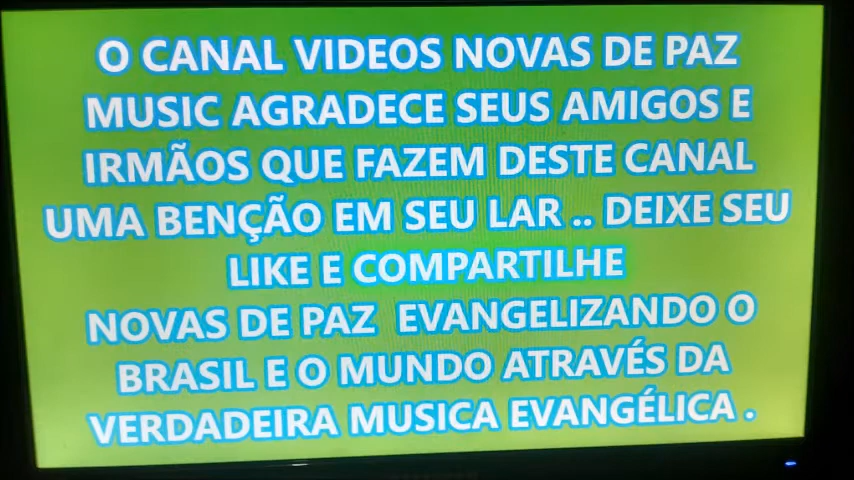 O CANAL VIDEOS NOVAS DE PAZ
MUSIC AGRADECE SEUS AMIGOS E
IRMÃOS QUE FAZEM DESTE CANAL
UMA BENÇÃO EM SEU LAR .. DEIXE SEU
LIKE E COMPARTILHE
NOVAS DE PAZ EVANGELIZANDO O
BRASIL E O MUNDO ATRAVÉS DA
VERDADEIRA MUSICA EVANGÉLICA .